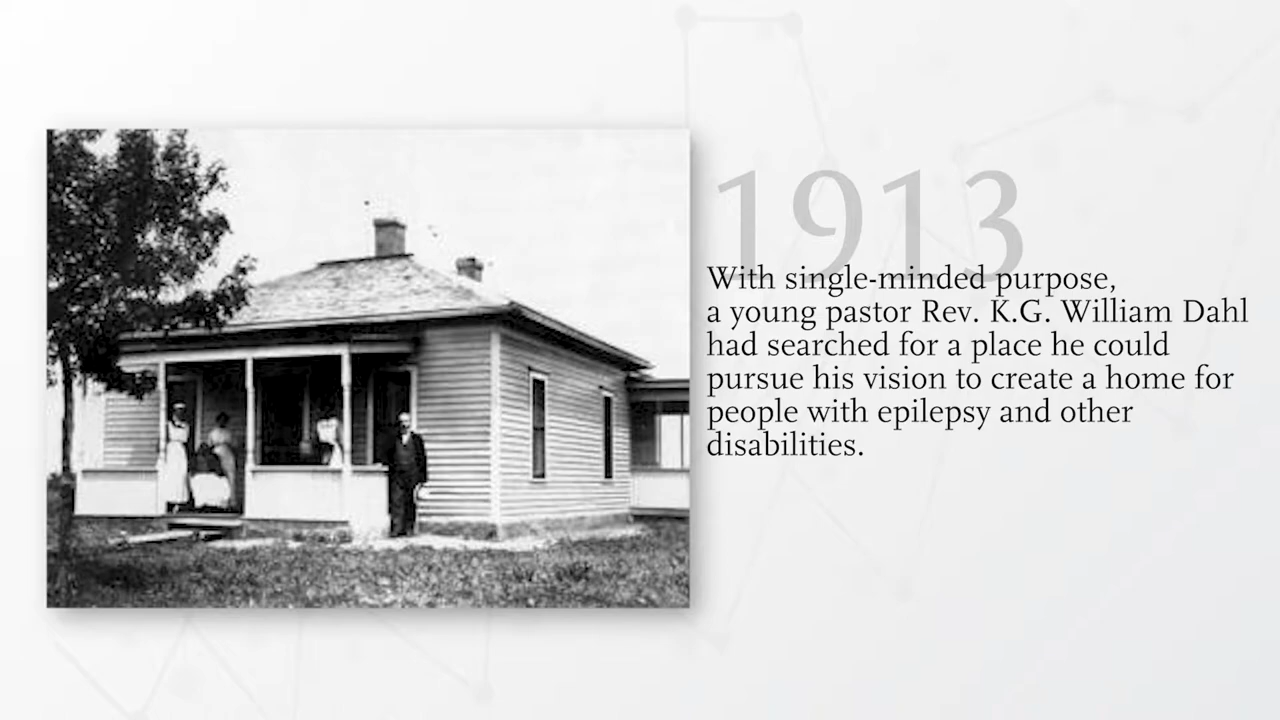 1913
With single-minded purpose,
a young pastor Rev. K.G. William Dahl
had searched for a place he could
pursue his vision to create a home for
people with epilepsy and other
disabilities.